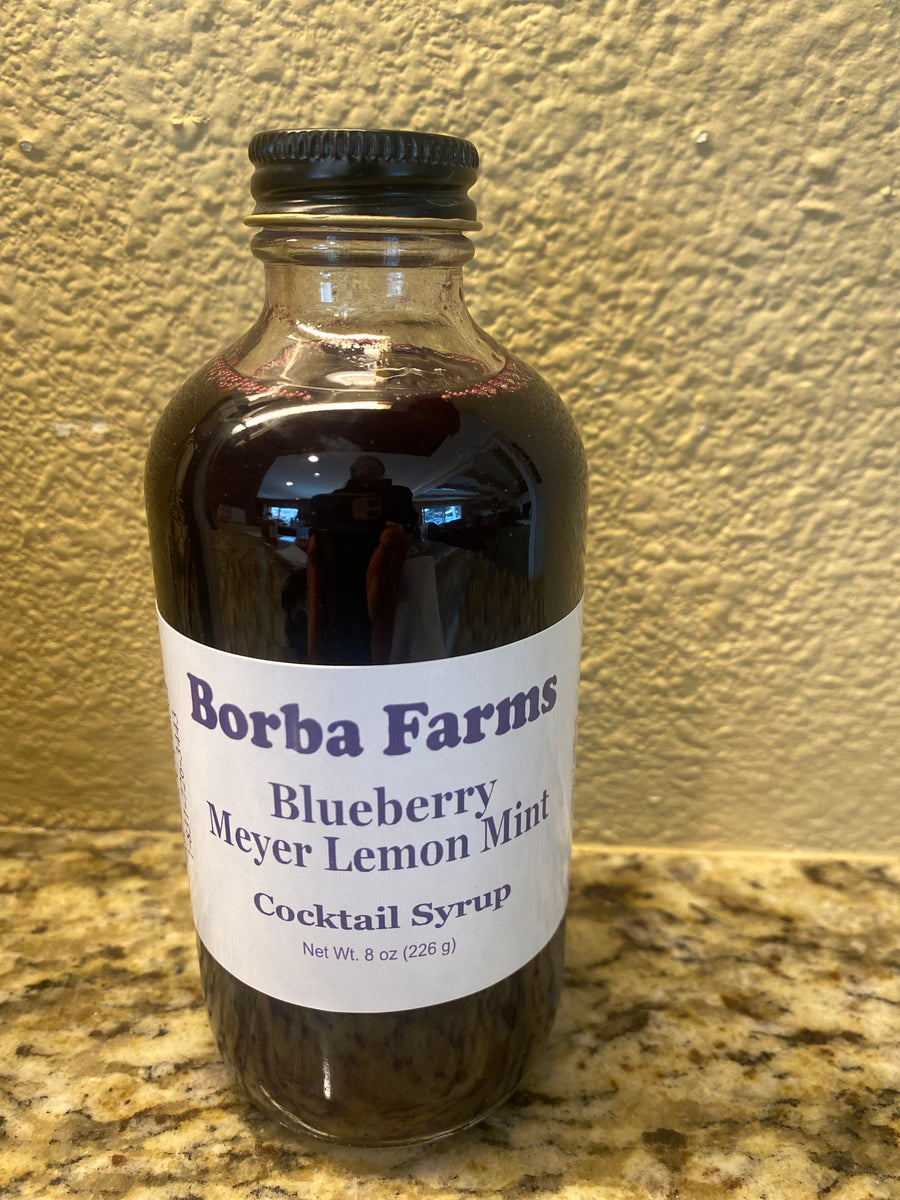 Borba Farms
Blueberry
Meyer Lemon Mint
Cocktail Syrup
Net Wt. 8 oz (226 g)